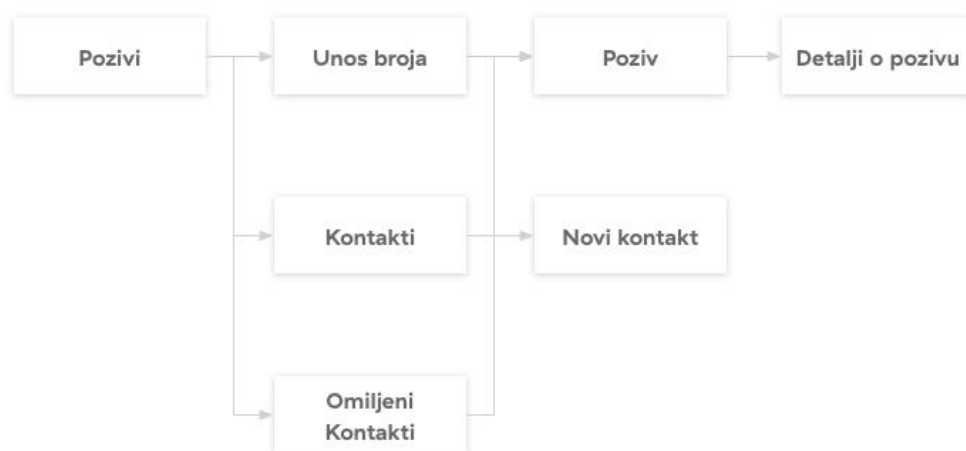 Pozivi
Unos broja
Poziv
Detalji o pozivu
Kontakti
Novi kontakt
Omiljeni
Kontakti